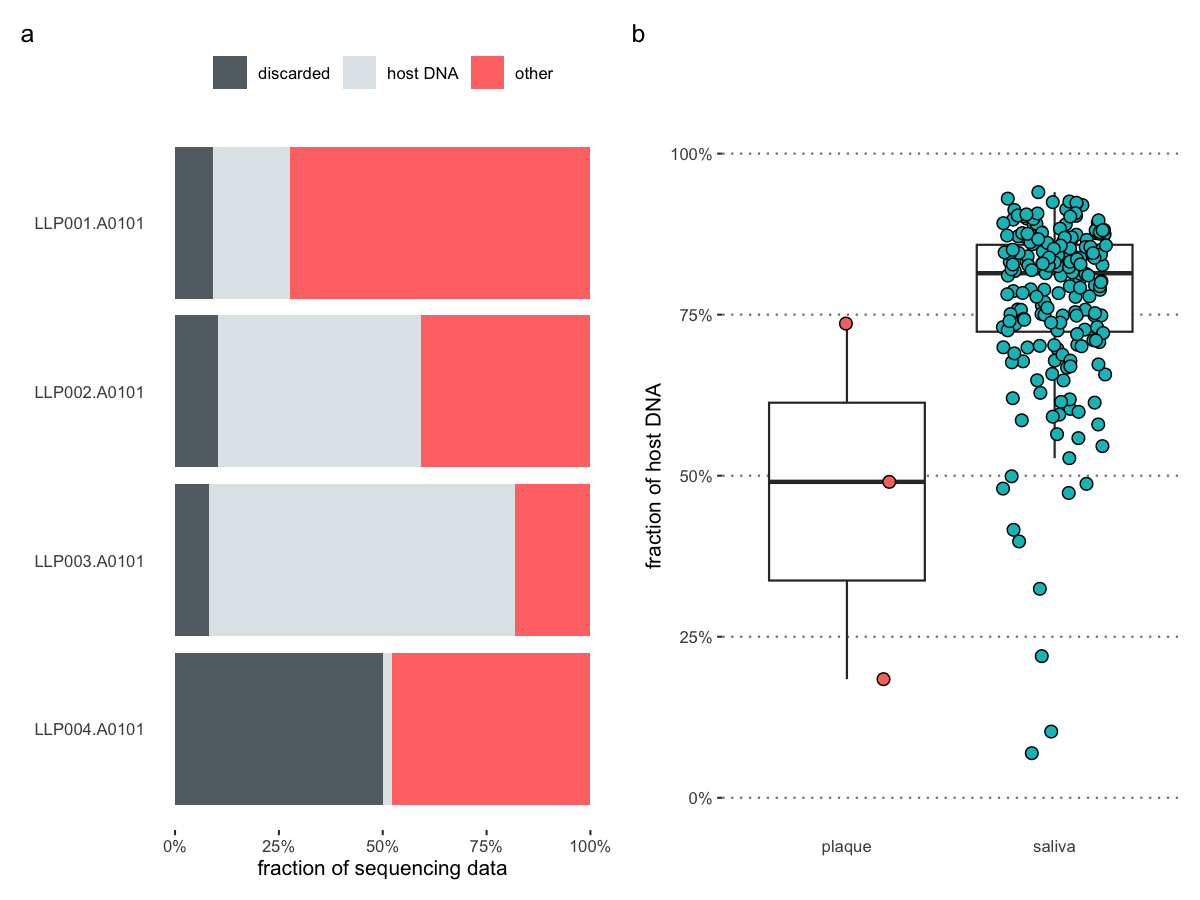 a
discarded
host DNA
other
LLP001.A0101
LLP002.A0101
LLP003.A0101
LLP004.A0101
0%
25%
50%
75%
100%
fraction of sequencing data
b
fraction of host DNA
100%
75%
50%
25%
0%
plaque
saliva